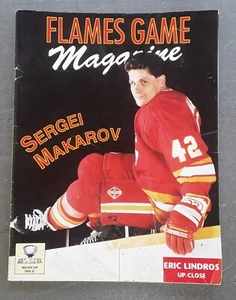 FLAMES GAME
Magazine
SERGEI
MAKAROV
42
ERIC LINDROS
UP-CLOSE